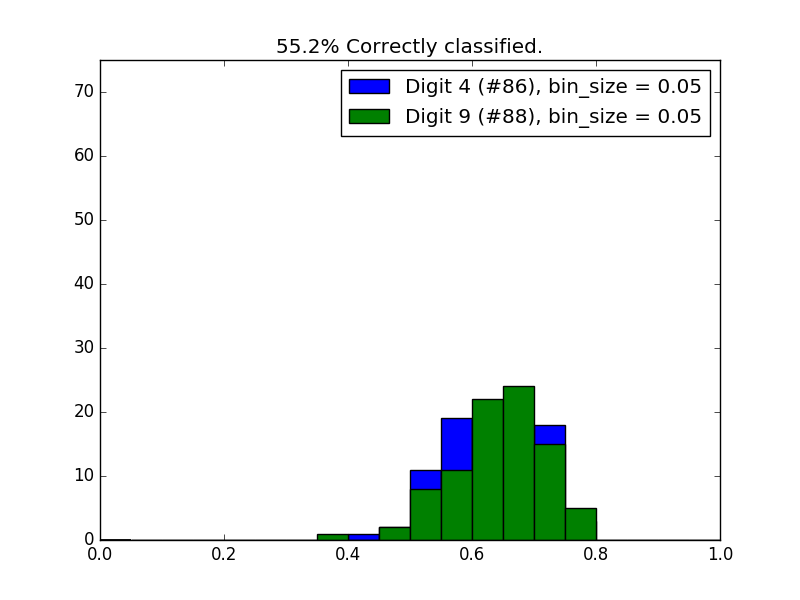 55.2% Correctly classified.
Digit 4 (#86), bin_size = 0.05
Digit 9 (#88), bin_size = 0.05
70
60
50
40
30
20
10
0
0.0 0.2 0.4 0.6 0.8 1.0